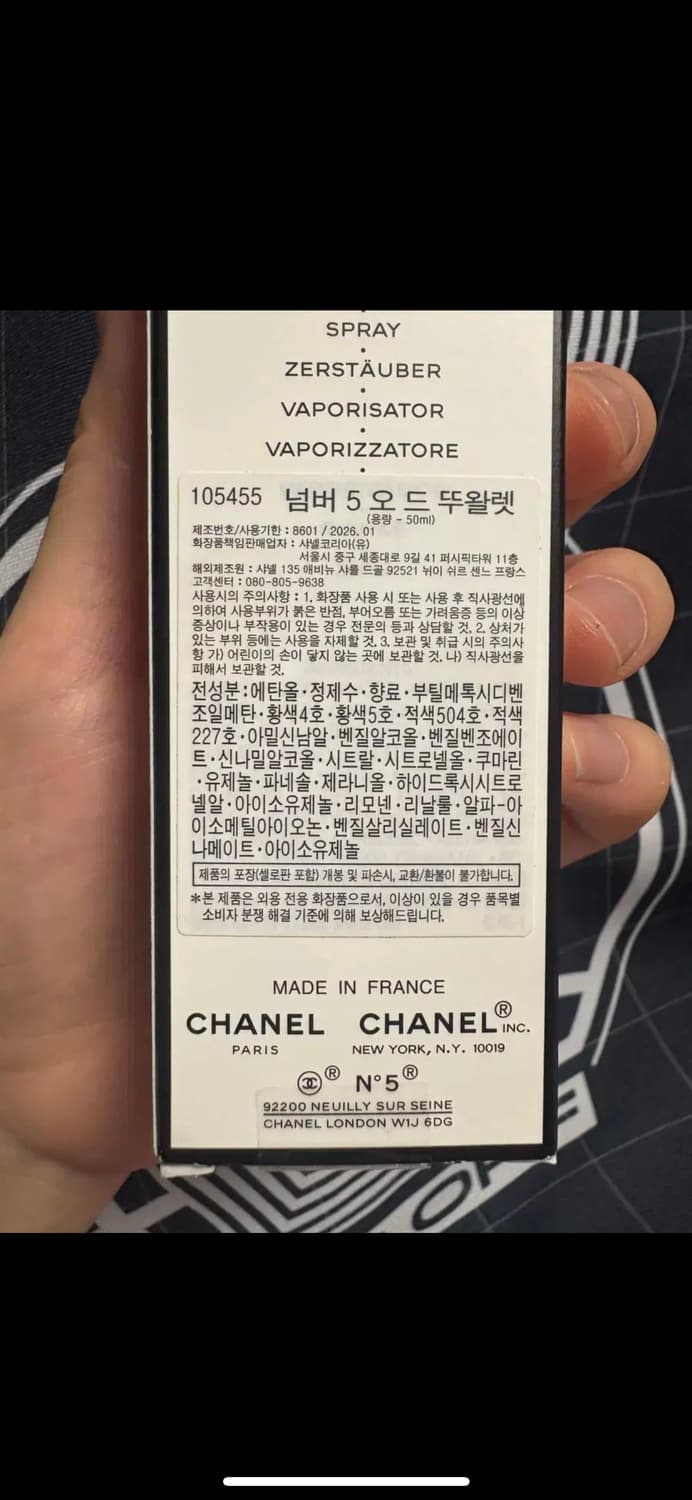 SPRAY
ZERSTÄUBER
VAPORISATOR
VAPORIZZATORE
105455 넘버 5 오 드 뚜왈렛
(용량 - 50ml)
제조번호/사용기한 : 8601 / 2026. 01
화장품책임판매업자 : 샤넬코리아(유)
서울시 중구 세종대로 9길 41 퍼시픽타워 11층
해외제조원 : 샤넬 135 애비뉴 샤를 드골 92521 뉘이 쉬르 센느 프랑스
고객센터 : 080-805-9638
사용시의 주의사항 : 1. 화장품 사용 시 또는 사용 후 직사광선에
의하여 사용부위가 붉은 반점, 부어오름 또는 가려움증 등의 이상
증상이나 부작용이 있는 경우 전문의 등과 상담할 것. 2. 상처가
있는 부위 등에는 사용을 자제할 것. 3. 보관 및 취급 시의 주의사
항 가) 어린이의 손이 닿지 않는 곳에 보관할 것. 나) 직사광선을
피해서 보관할 것.
전성분:에탄올·정제수·향료·부틸메톡시디벤
조일메탄·황색4호·황색5호·적색504호·적색
227호·아밀신남알·벤질알코올·벤질벤조에이
트·신나밀알코올·시트랄·시트로넬올·쿠마린
·유제놀·파네솔·제라니올·하이드록시시트로
넬알·아이소유제놀·리모넨·리날룰·알파-아
이소메틸아이오논·벤질살리실레이트·벤질신
나메이트·아이소유제놀
제품의 포장(셀로판 포함) 개봉 및 파손시, 교환/환불이 불가합니다.
*본 제품은 외용 전용 화장품으로서, 이상이 있을 경우 품목별
소비자 분쟁 해결 기준에 의해 보상해드립니다.
MADE IN FRANCE
CHANEL CHANEL® INC.
PARIS NEW YORK, N.Y. 10019
® N°5®
92200 NEUILLY SUR SEINE
CHANEL LONDON W1J 6DG